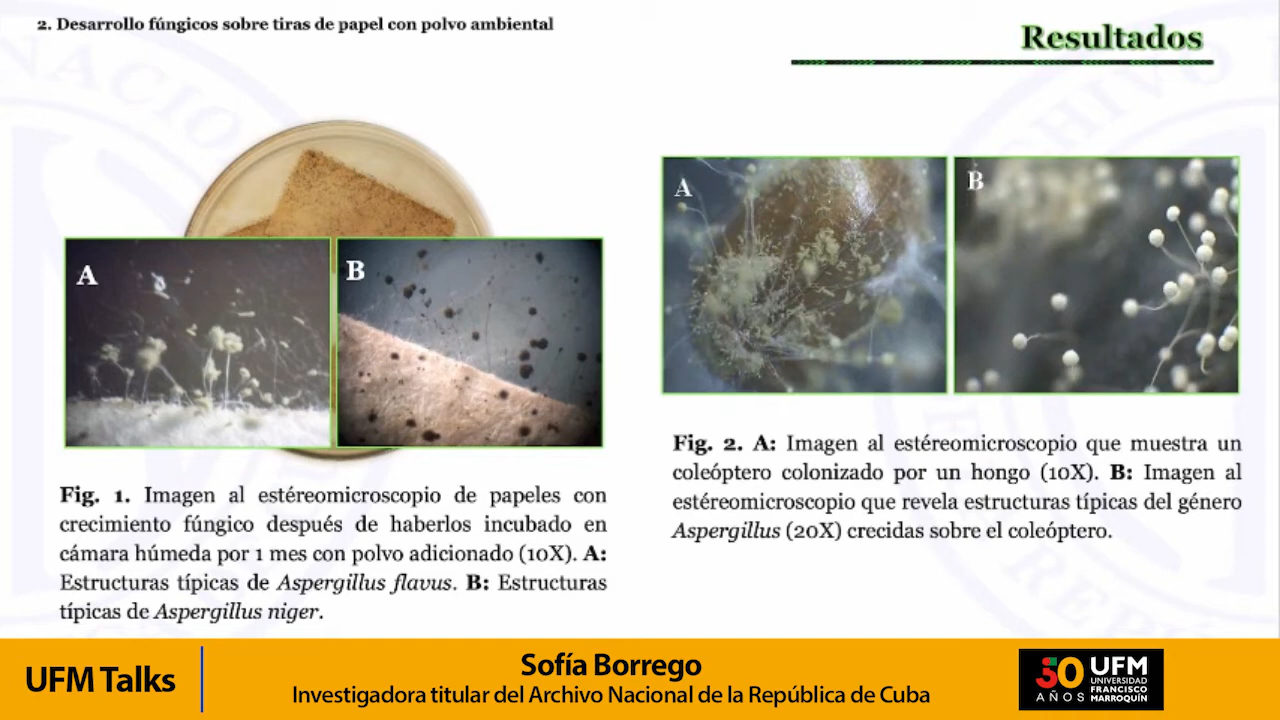 2. Desarrollo fúngicos sobre tiras de papel con polvo ambiental
Resultados
A
B
Fig. 1. Imagen al estéremicroscopio de papeles con
crecimiento fúngico después de haberlos incubado en
cámara húmeda por 1 mes con polvo adicionado (10X). A:
Estructuras típicas de Aspergillus flavus. B: Estructuras
típicas de Aspergillus niger.
A
B
Fig. 2. A: Imagen al estéreomicroscopio que muestra un
coleóptero colonizado por un hongo (10X). B: Imagen al
estéreomicroscopio que revela estructuras típicas del género
Aspergillus (20X) crecidas sobre el coleóptero.
UFM Talks
Sofía Borrego
Investigadora titular del Archivo Nacional de la República de Cuba
50
AÑOS
UFM
UNIVERSIDAD
FRANCISCO
MARROQUÍN